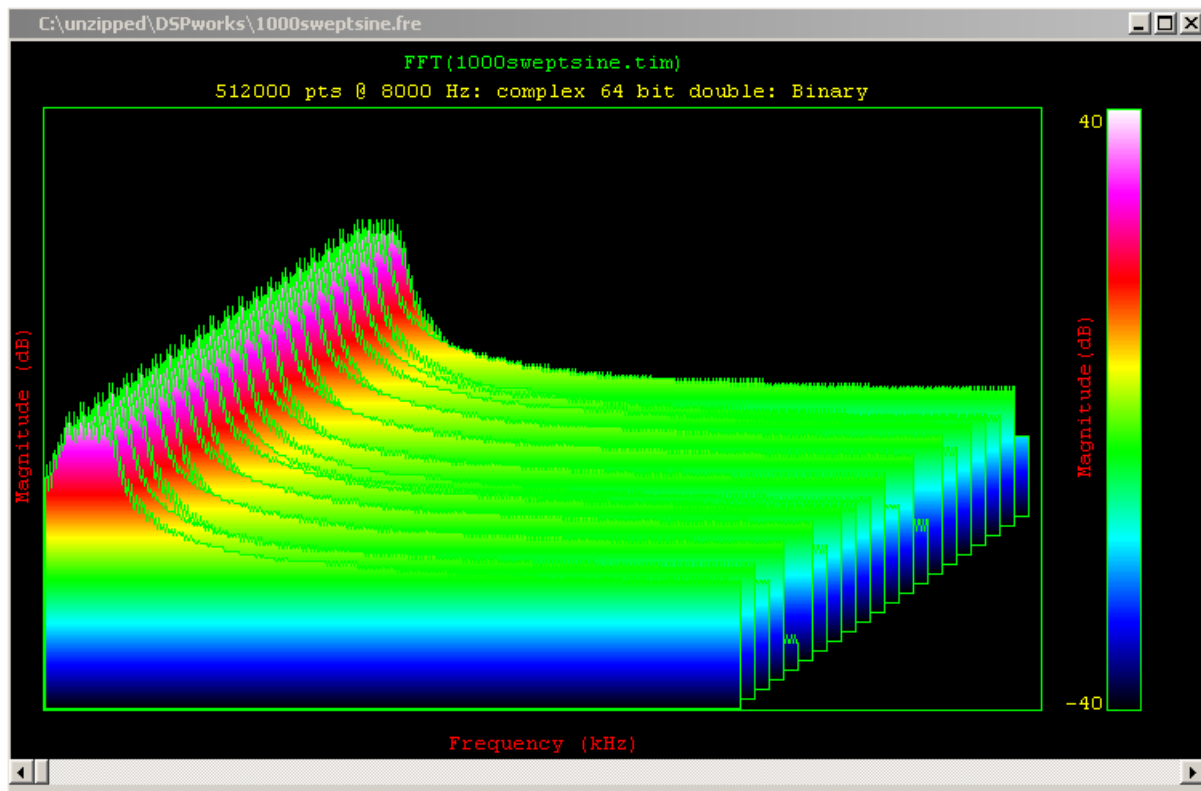 C:\unzipped\DSPworks\1000sweptsine.fre
FFT(1000sweptsine.tim)
512000 pts @ 8000 Hz: complex 64 bit double: Binary
40
Magnitude (dB)
Magnitude (dB)
-40
Frequency (kHz)